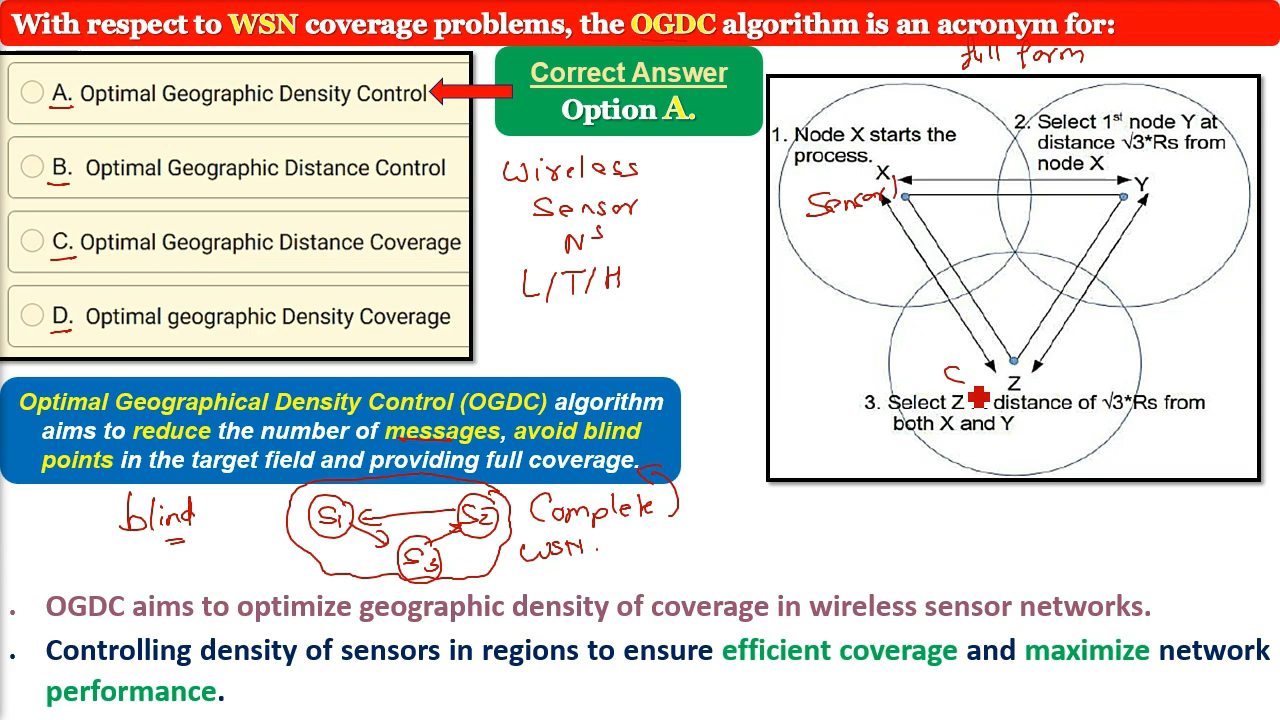 With respect to WSN coverage problems, the OGDC algorithm is an acronym for:
full form
A. Optimal Geographic Density Control
B. Optimal Geographic Distance Control
C. Optimal Geographic Distance Coverage
D. Optimal geographic Density Coverage
Correct Answer
Option A.
Wireless
Sensor
Ns
L/T/H
1. Node X starts the
process.
X
Sensor
2. Select 1st node Y at
distance √3*Rs from
node X
Y
Z
3. Select Z distance of √3*Rs from
both X and Y
Optimal Geographical Density Control (OGDC) algorithm
aims to reduce the number of messages, avoid blind
points in the target field and providing full coverage.
blind
S1
S2
S3
Complete
WSN.
. OGDC aims to optimize geographic density of coverage in wireless sensor networks.
. Controlling density of sensors in regions to ensure efficient coverage and maximize network
performance.